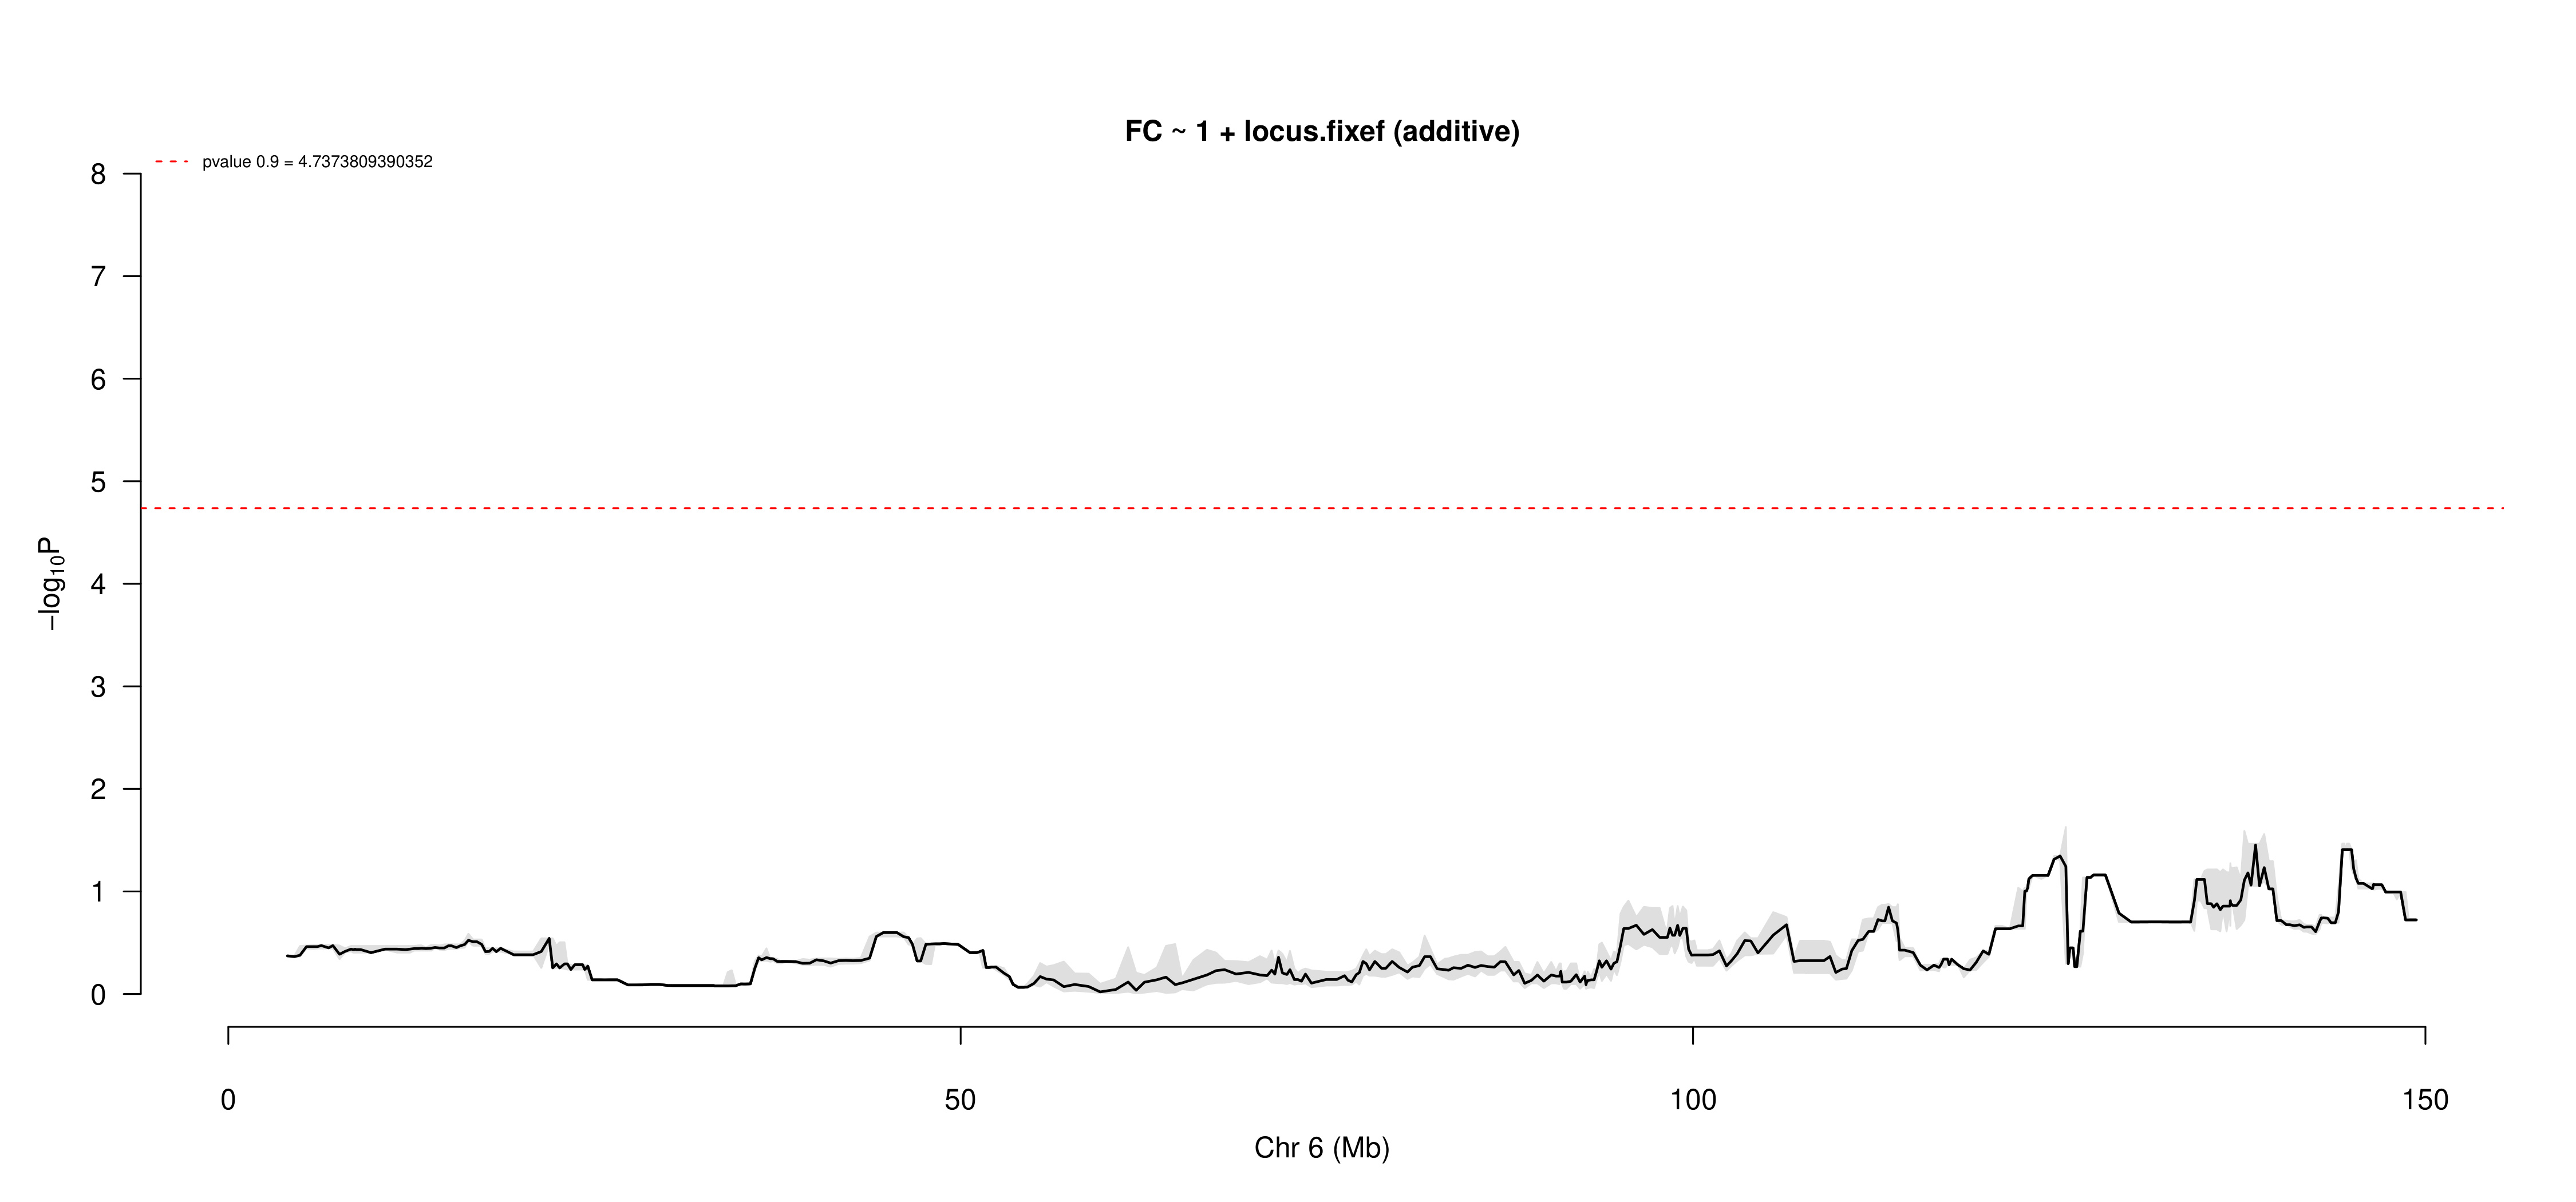 FC ~ 1 + locus.fixef (additive)
pvalue 0.9 = 4.7373809390352
8
7
6
5
4
3
2
1
0
−log10P
0 50 100 150
Chr 6 (Mb)